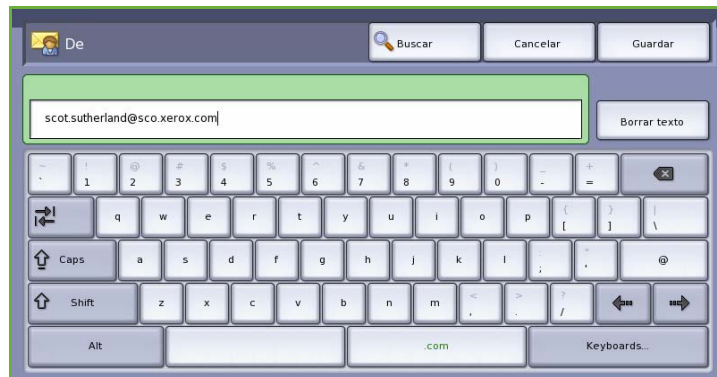 De Buscar Cancelar Guardar
scot.sutherland@sco.xerox.com
Borrar texto
~ ! @ # $ % ^ & * ( ) _ +
` 1 2 3 4 5 6 7 8 9 0 - =
q w e r t y u i o p { [ } ] | \
Caps a s d f g h j k l : ; " ' @
Shift z x c v b n m < , > . ? /
Alt .com Keyboards...